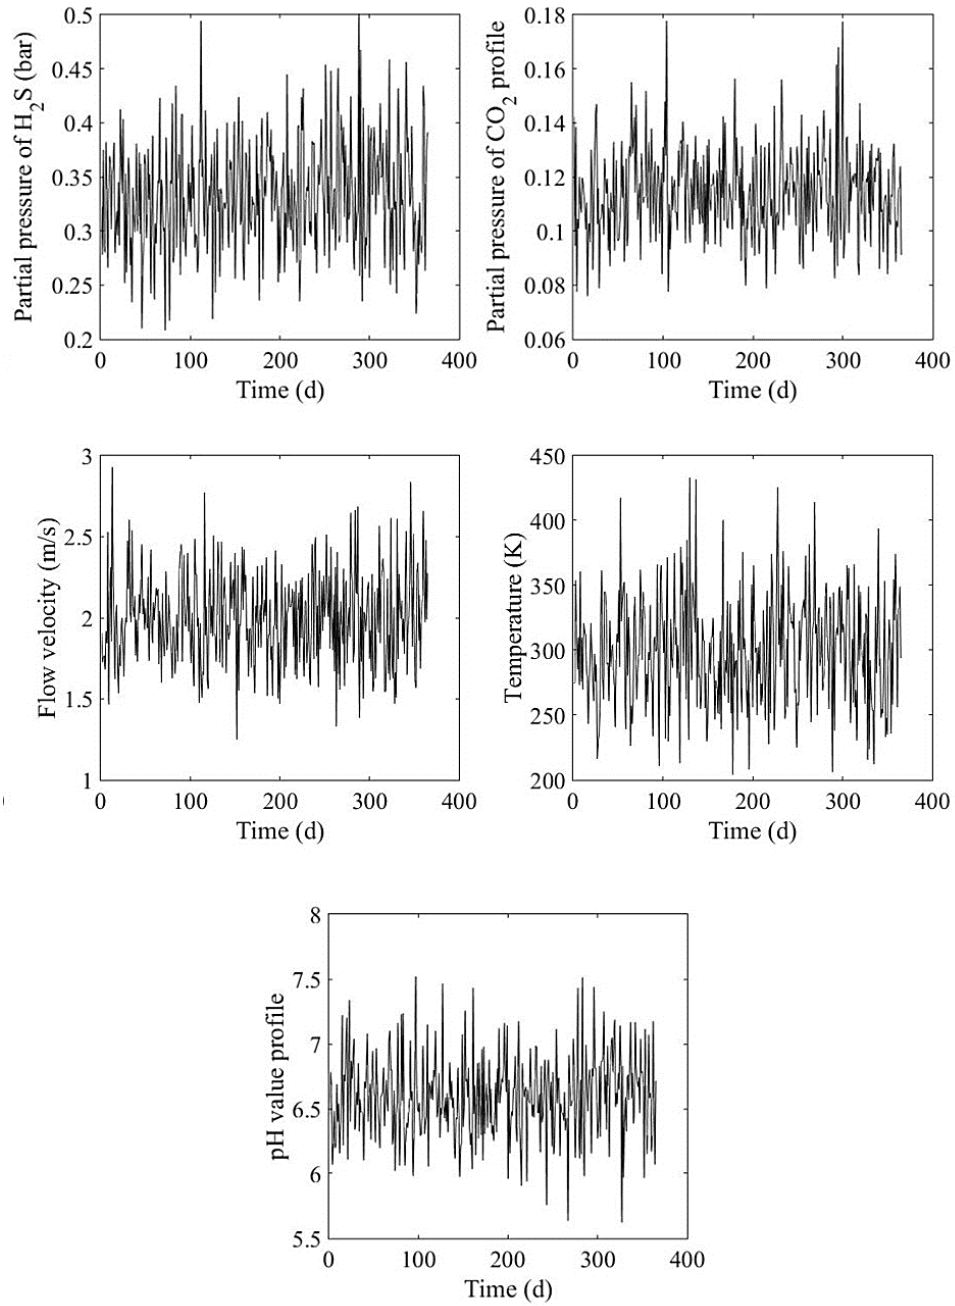 Partial pressure of H2S (bar)
0.5
0.45
0.4
0.35
0.3
0.25
0.2
0 100 200 300 400
Time (d)
Partial pressure of CO2 profile
0.18
0.16
0.14
0.12
0.1
0.08
0.06
0 100 200 300 400
Time (d)
Flow velocity (m/s)
3
2.5
2
1.5
1
0 100 200 300 400
Time (d)
Temperature (K)
450
400
350
300
250
200
0 100 200 300 400
Time (d)
pH value profile
8
7.5
7
6.5
6
5.5
0 100 200 300 400
Time (d)